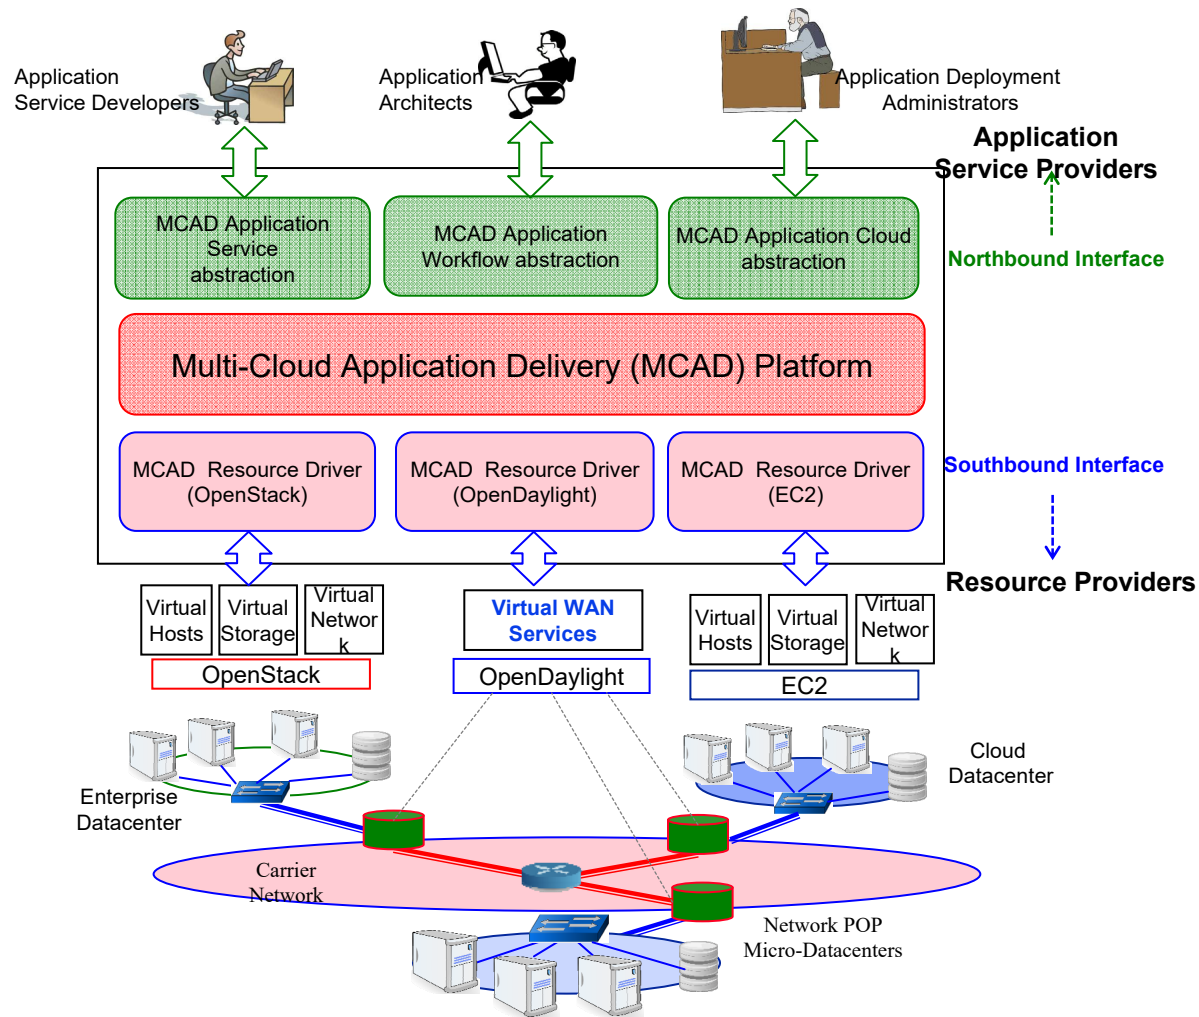 Application
Service Developers
Application
Architects
Application Deployment
Administrators
Application
Service Providers
MCAD Application
Service
abstraction
MCAD Application
Workflow abstraction
MCAD Application Cloud
abstraction
Northbound Interface
Multi-Cloud Application Delivery (MCAD) Platform
MCAD  Resource Driver
(OpenStack)
MCAD  Resource Driver
(OpenDaylight)
MCAD  Resource Driver
(EC2)
Southbound Interface
Resource Providers
Virtual
Hosts
Virtual
Storage
Virtual
Networ
k
OpenStack
Virtual WAN
Services
OpenDaylight
Virtual
Hosts
Virtual
Storage
Virtual
Networ
k
EC2
Enterprise
Datacenter
Cloud
Datacenter
Carrier
Network
Network POP
Micro-Datacenters